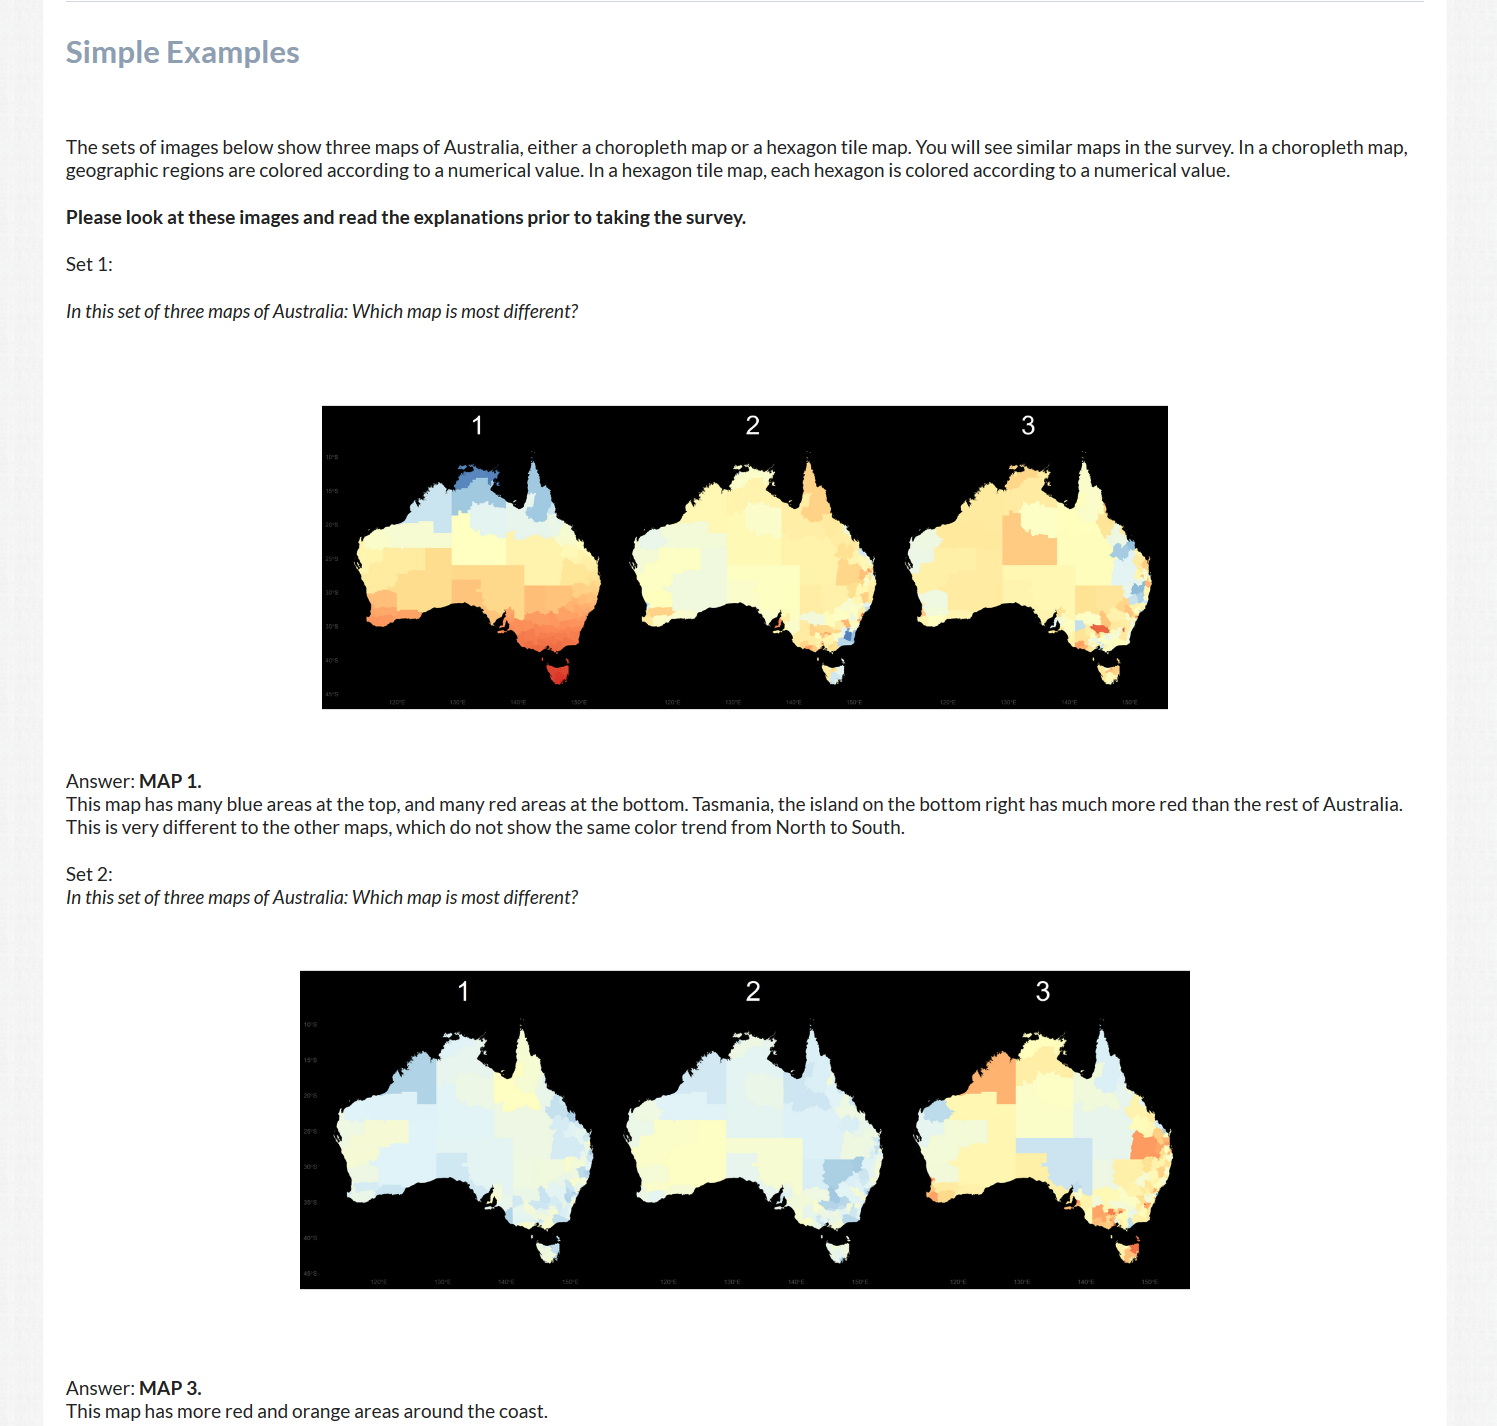 Simple Examples
The sets of images below show three maps of Australia, either a choropleth map or a hexagon tile map. You will see similar maps in the survey. In a choropleth map,
geographic regions are colored according to a numerical value. In a hexagon tile map, each hexagon is colored according to a numerical value.
Please look at these images and read the explanations prior to taking the survey.
Set 1:
In this set of three maps of Australia: Which map is most different?
1 2 3
10°S
15°S
20°S
25°S
30°S
35°S
40°S
45°S
120°E 130°E 140°E 150°E 120°E 130°E 140°E 150°E 120°E 130°E 140°E 150°E
Answer: MAP 1.
This map has many blue areas at the top, and many red areas at the bottom. Tasmania, the island on the bottom right has much more red than the rest of Australia.
This is very different to the other maps, which do not show the same color trend from North to South.
Set 2:
In this set of three maps of Australia: Which map is most different?
1 2 3
10°S
15°S
20°S
25°S
30°S
35°S
40°S
45°S
120°E 130°E 140°E 150°E 120°E 130°E 140°E 150°E 120°E 130°E 140°E 150°E
Answer: MAP 3.
This map has more red and orange areas around the coast.